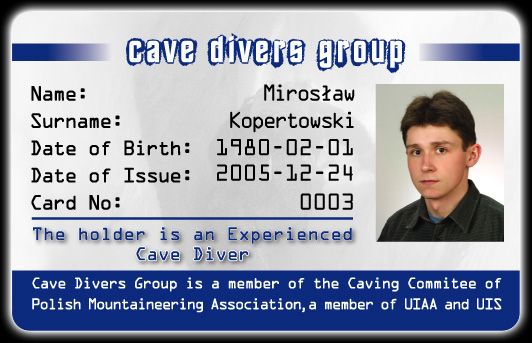 cave divers group
Name: Mirosław
Surname: Kopertowski
Date of Birth: 1980-02-01
Date of Issue: 2005-12-24
Card No: 0003
The holder is an Experienced
Cave Diver
Cave Divers Group is a member of the Caving Commitee of
Polish Mountaineering Association, a member of UIAA and UIS